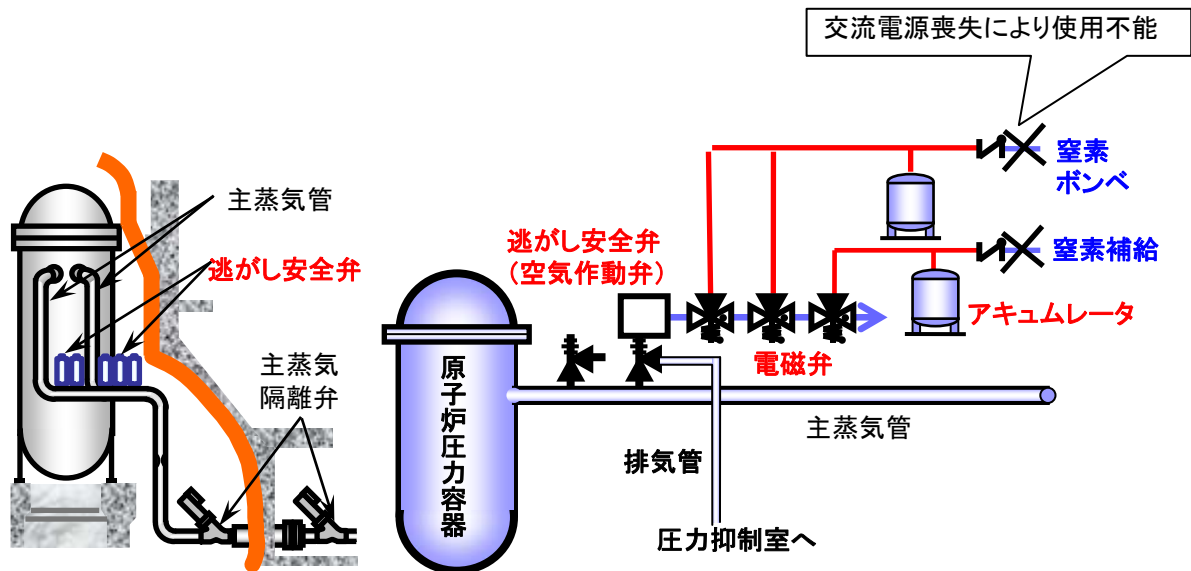 交流電源喪失により使用不能
窒素
ボンベ
主蒸気管
逃がし安全弁
逃がし安全弁
（空気作動弁）
窒素補給
アキュムレータ
電磁弁
主蒸気
隔離弁
原子炉圧力容器
主蒸気管
排気管
圧力抑制室へ